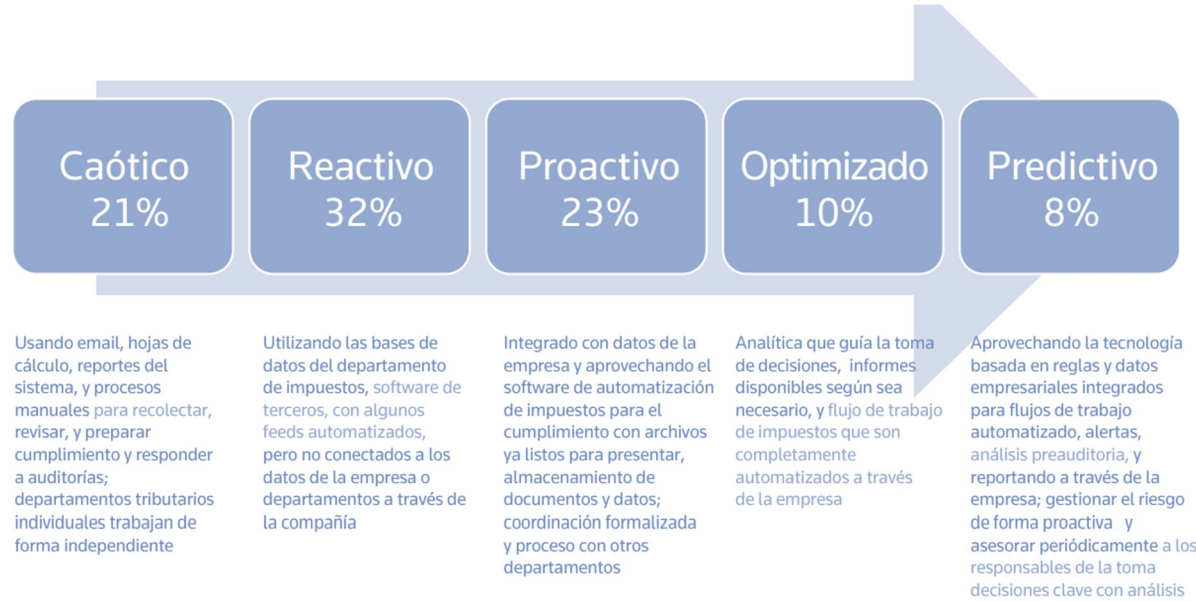 Caótico
21%
Reactivo
32%
Proactivo
23%
Optimizado
10%
Predictivo
8%
Usando email, hojas de
cálculo, reportes del
sistema, y procesos
manuales para recolectar,
revisar, y preparar
cumplimiento y responder
a auditorías;
departamentos tributarios
individuales trabajan de
forma independiente
Utilizando las bases de
datos del departamento
de impuestos, software de
terceros, con algunos
feeds automatizados,
pero no conectados a los
datos de la empresa o
departamentos a través de
la compañía
Integrado con datos de la
empresa y aprovechando el
software de automatización
de impuestos para el
cumplimiento con archivos
ya listos para presentar,
almacenamiento de
documentos y datos;
coordinación formalizada
y proceso con otros
departamentos
Analítica que guía la toma
de decisiones, informes
disponibles según sea
necesario, y flujo de trabajo
de impuestos que son
completamente
automatizados a través
de la empresa
Aprovechando la tecnología
basada en reglas y datos
empresariales integrados
para flujos de trabajo
automatizado, alertas,
análisis preauditoria, y
reportando a través de la
empresa; gestionar el riesgo
de forma proactiva y
asesorar periódicamente a los
responsables de la toma
decisiones clave con análisis